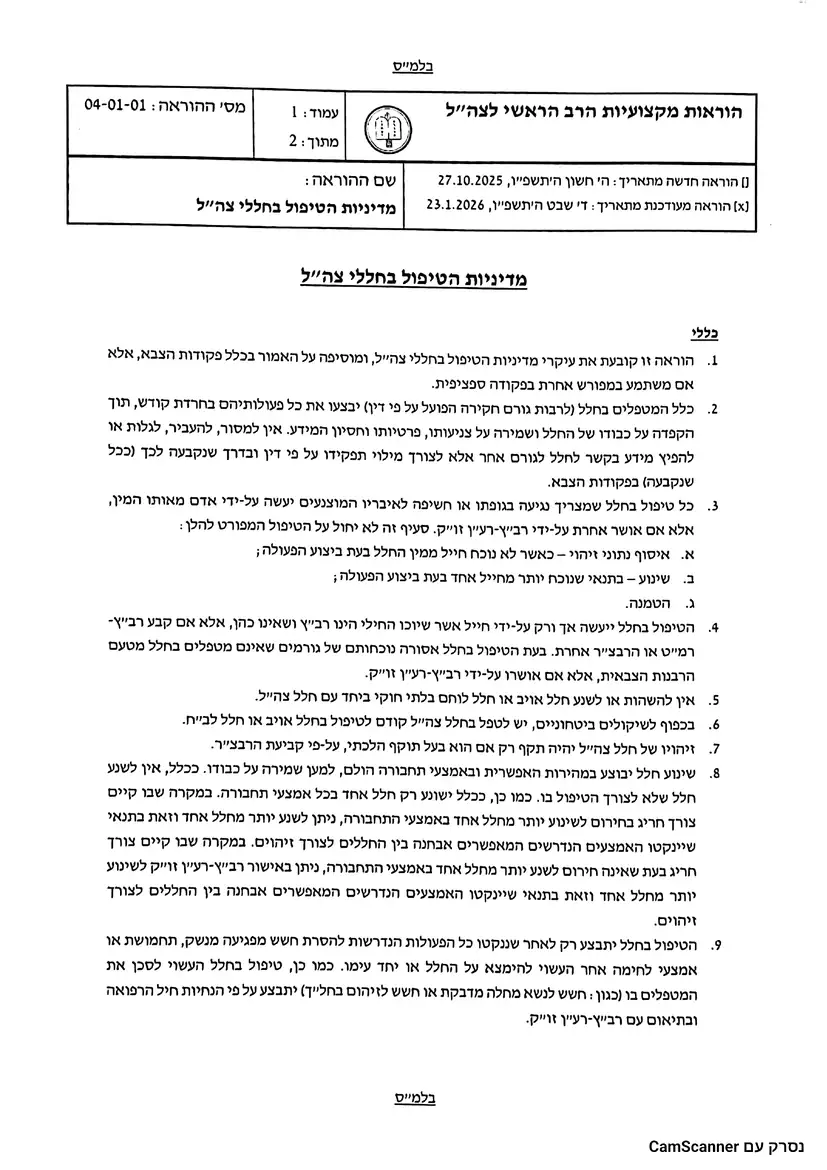 בלמ״ס
הוראות מקצועיות הרב הראשי לצה״ל
עמוד: 1
מתוך: 2
מס׳ ההוראה: 04-01-01
[] הוראה חדשה מתאריך: ה׳ חשון ה׳תשפ״ו, 27.10.2025
[x] הוראה מעודכנת מתאריך: ד׳ שבט ה׳תשפ״ו, 23.1.2026
שם ההוראה:
מדיניות הטיפול בחללי צה״ל
מדיניות הטיפול בחללי צה״ל
כללי
1. הוראה זו קובעת את עיקרי מדיניות הטיפול בחללי צה״ל, ומוסיפה על האמור בכלל פקודות הצבא, אלא
אם משתמע במפורש אחרת בפקודה ספציפית.
2. כלל המטפלים בחלל (לרבות גורם חקירה הפועל על פי דין) יבצעו את כל פעולותיהם בחרדת קודש, תוך
הקפדה על כבודו של החלל ושמירה על צניעותו, פרטיותו וחסיון המידע. אין למסור, להעביר, לגלות או
להפיץ מידע בקשר לחלל לגורם אחר אלא לצורך מילוי תפקידו על פי דין ובדרך שנקבעה לכך (ככל
שנקבעה) בפקודות הצבא.
3. כל טיפול בחלל שמצריך נגיעה בגופתו או חשיפה לאיבריו המוצנעים יעשה על-ידי אדם מאותו המין,
אלא אם אושר אחרת על-ידי רב״ץ-רע״ן זו״ק. סעיף זה לא יחול על הטיפול המפורט להלן:
א. איסוף נתוני זיהוי – כאשר לא נוכח חייל ממין החלל בעת ביצוע הפעולה;
ב. שינוע – בתנאי שנוכח יותר מחייל אחד בעת ביצוע הפעולה;
ג. הטמנה.
4. הטיפול בחלל ייעשה אך ורק על-ידי חייל אשר שיוכו החילי הינו רב״ץ ושאינו כהן, אלא אם קבע רב״ץ-
רמ״ט או הרבצ״ר אחרת. בעת הטיפול בחלל אסורה נוכחותם של גורמים שאינם מטפלים בחלל מטעם
הרבנות הצבאית, אלא אם אושרו על-ידי רב״ץ-רע״ן זו״ק.
5. אין להשהות או לשנע חלל אויב או חלל לוחם בלתי חוקי ביחד עם חלל צה״ל.
6. בכפוף לשיקולים ביטחוניים, יש לטפל בחלל צה״ל קודם לטיפול בחלל אויב או חלל לב״ח.
7. זיהויו של חלל צה״ל יהיה תקף רק אם הוא בעל תוקף הלכתי, על-פי קביעת הרבצ״ר.
8. שינוע חלל יבוצע במהירות האפשרית ובאמצעי תחבורה הולם, למען שמירה על כבודו. ככלל, אין לשנע
חלל שלא לצורך הטיפול בו. כמו כן, ככלל ישונע רק חלל אחד בכל אמצעי תחבורה. במקרה שבו קיים
צורך חריג בחירום לשינוע יותר מחלל אחד באמצעי התחבורה, ניתן לשנע יותר מחלל אחד וזאת בתנאי
שיינקטו האמצעים הנדרשים המאפשרים אבחנה בין החללים לצורך זיהוים. במקרה שבו קיים צורך
חריג בעת שאינה חירום לשנע יותר מחלל אחד באמצעי התחבורה, ניתן באישור רב״ץ-רע״ן זו״ק לשינוע
יותר מחלל אחד וזאת בתנאי שיינקטו האמצעים הנדרשים המאפשרים אבחנה בין החללים לצורך
זיהוים.
9. הטיפול בחלל יתבצע רק לאחר שננקטו כל הפעולות הנדרשות להסרת חשש מפגיעה מנשק, תחמושת או
אמצעי לחימה אחר העשוי להימצא על החלל או יחד עימו. כמו כן, טיפול בחלל העשוי לסכן את
המטפלים בו (כגון: חשש לנשא מחלה מדבקת או חשש לזיהום בחל״ך) יתבצע על פי הנחיות חיל הרפואה
ובתיאום עם רב״ץ-רע״ן זו״ק.
בלמ״ס
נסרק עם CamScanner